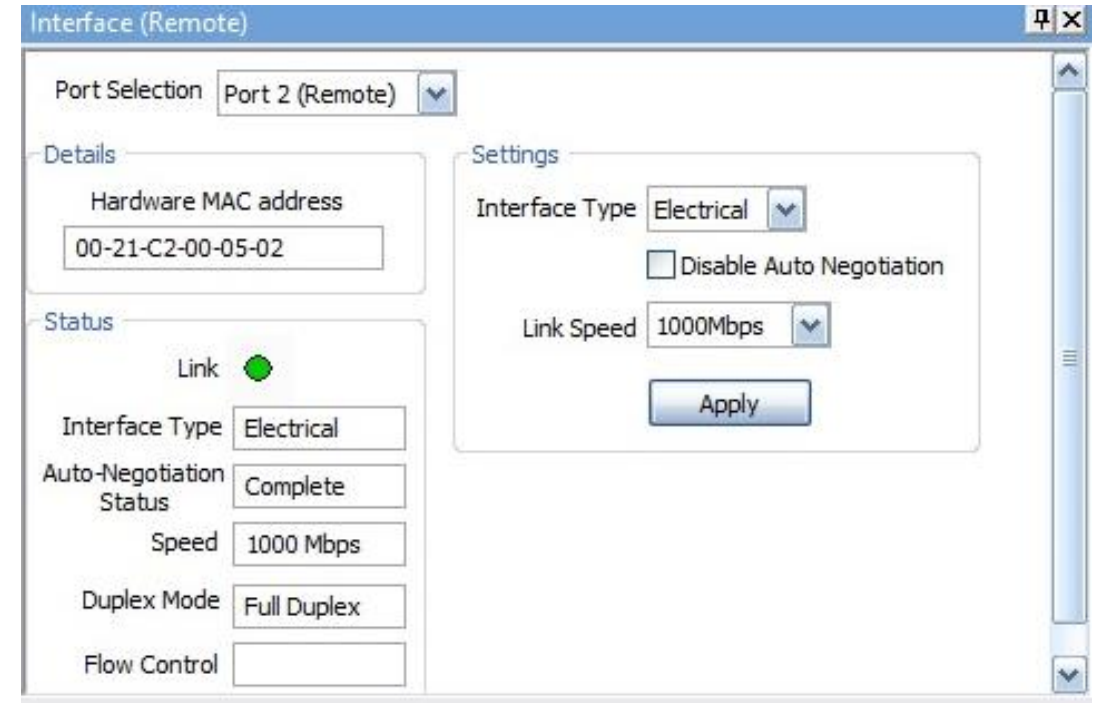 Interface (Remote)
Port Selection Port 2 (Remote)
Details
Hardware MAC address
00-21-C2-00-05-02
Status
Link
Interface Type Electrical
Auto-Negotiation
Status Complete
Speed 1000 Mbps
Duplex Mode Full Duplex
Flow Control
Settings
Interface Type Electrical
Disable Auto Negotiation
Link Speed 1000Mbps
Apply